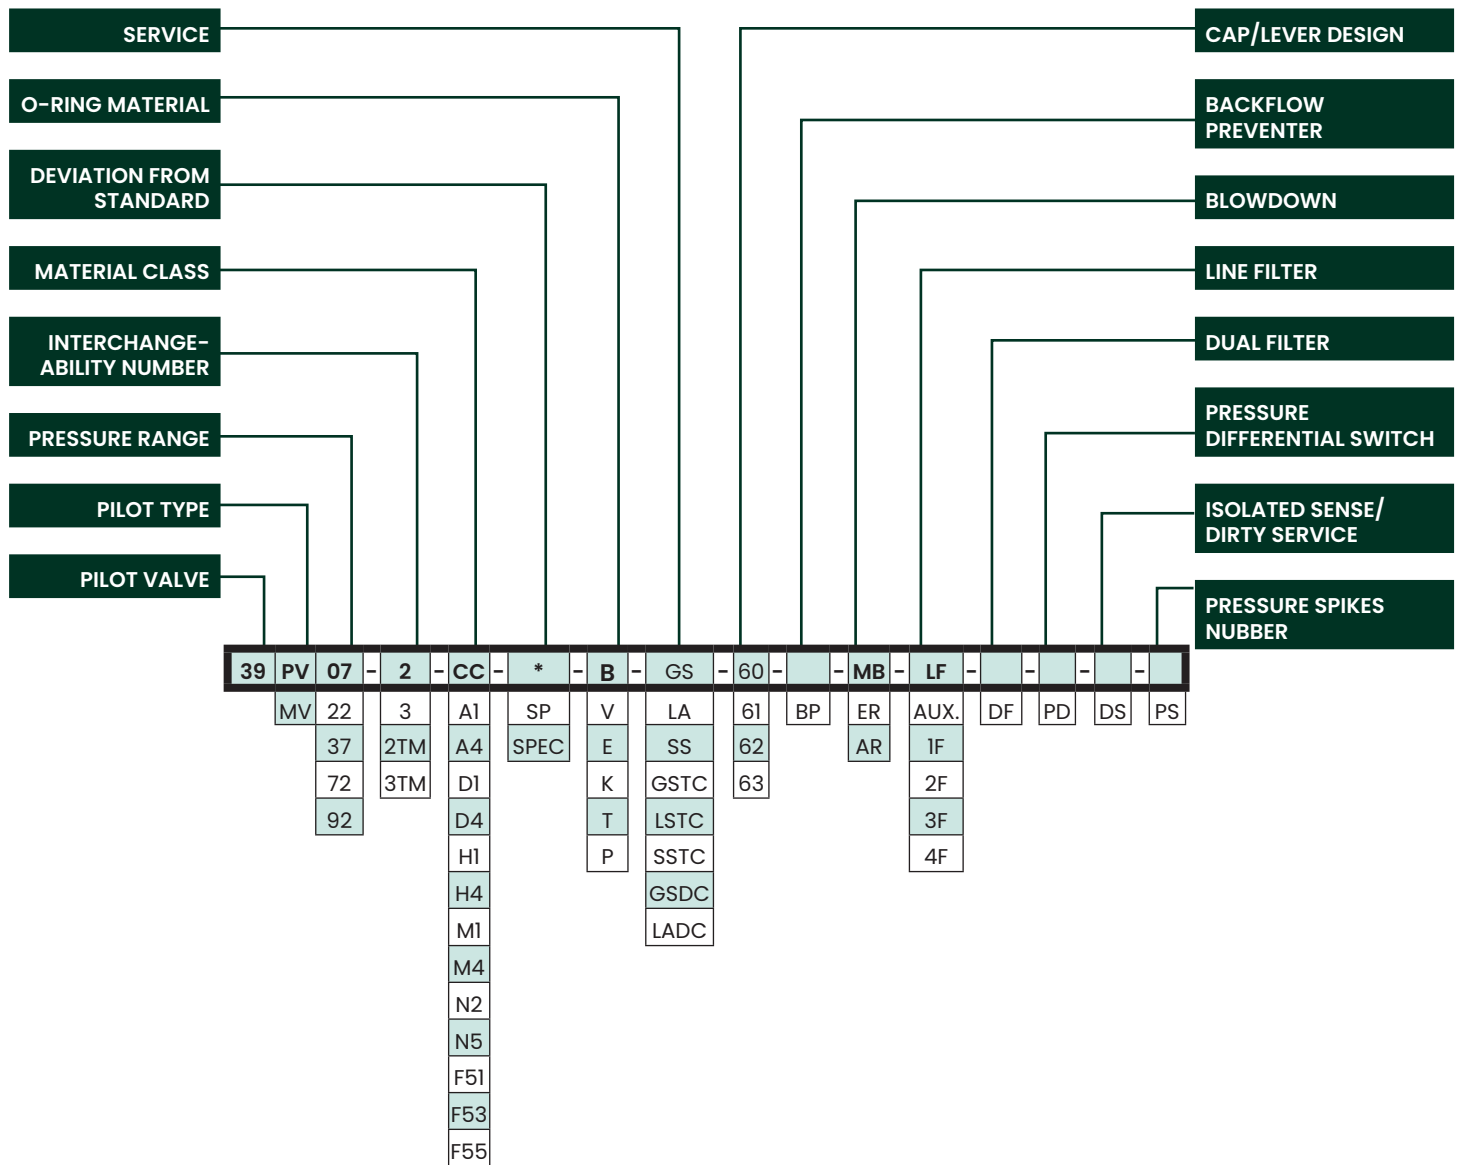 SERVICE
O-RING MATERIAL
DEVIATION FROM
STANDARD
MATERIAL CLASS
INTERCHANGE-
ABILITY NUMBER
PRESSURE RANGE
PILOT TYPE
PILOT VALVE
CAP/LEVER DESIGN
BACKFLOW
PREVENTER
BLOWDOWN
LINE FILTER
DUAL FILTER
PRESSURE
DIFFERENTIAL SWITCH
ISOLATED SENSE/
DIRTY SERVICE
PRESSURE SPIKES
NUBBER
39 PV 07 - 2 - CC - * - B - GS - 60 - - MB - LF - - - -
MV 22 3 A1 SP V LA 61 BP ER AUX. DF PD DS PS
37 2TM A4 SPEC E SS 62 AR 1F
72 3TM D1 K GSTC 63 2F
92 D4 T LSTC 3F
H1 P SSTC 4F
H4 GSDC
M1 LADC
M4
N2
N5
F51
F53
F55